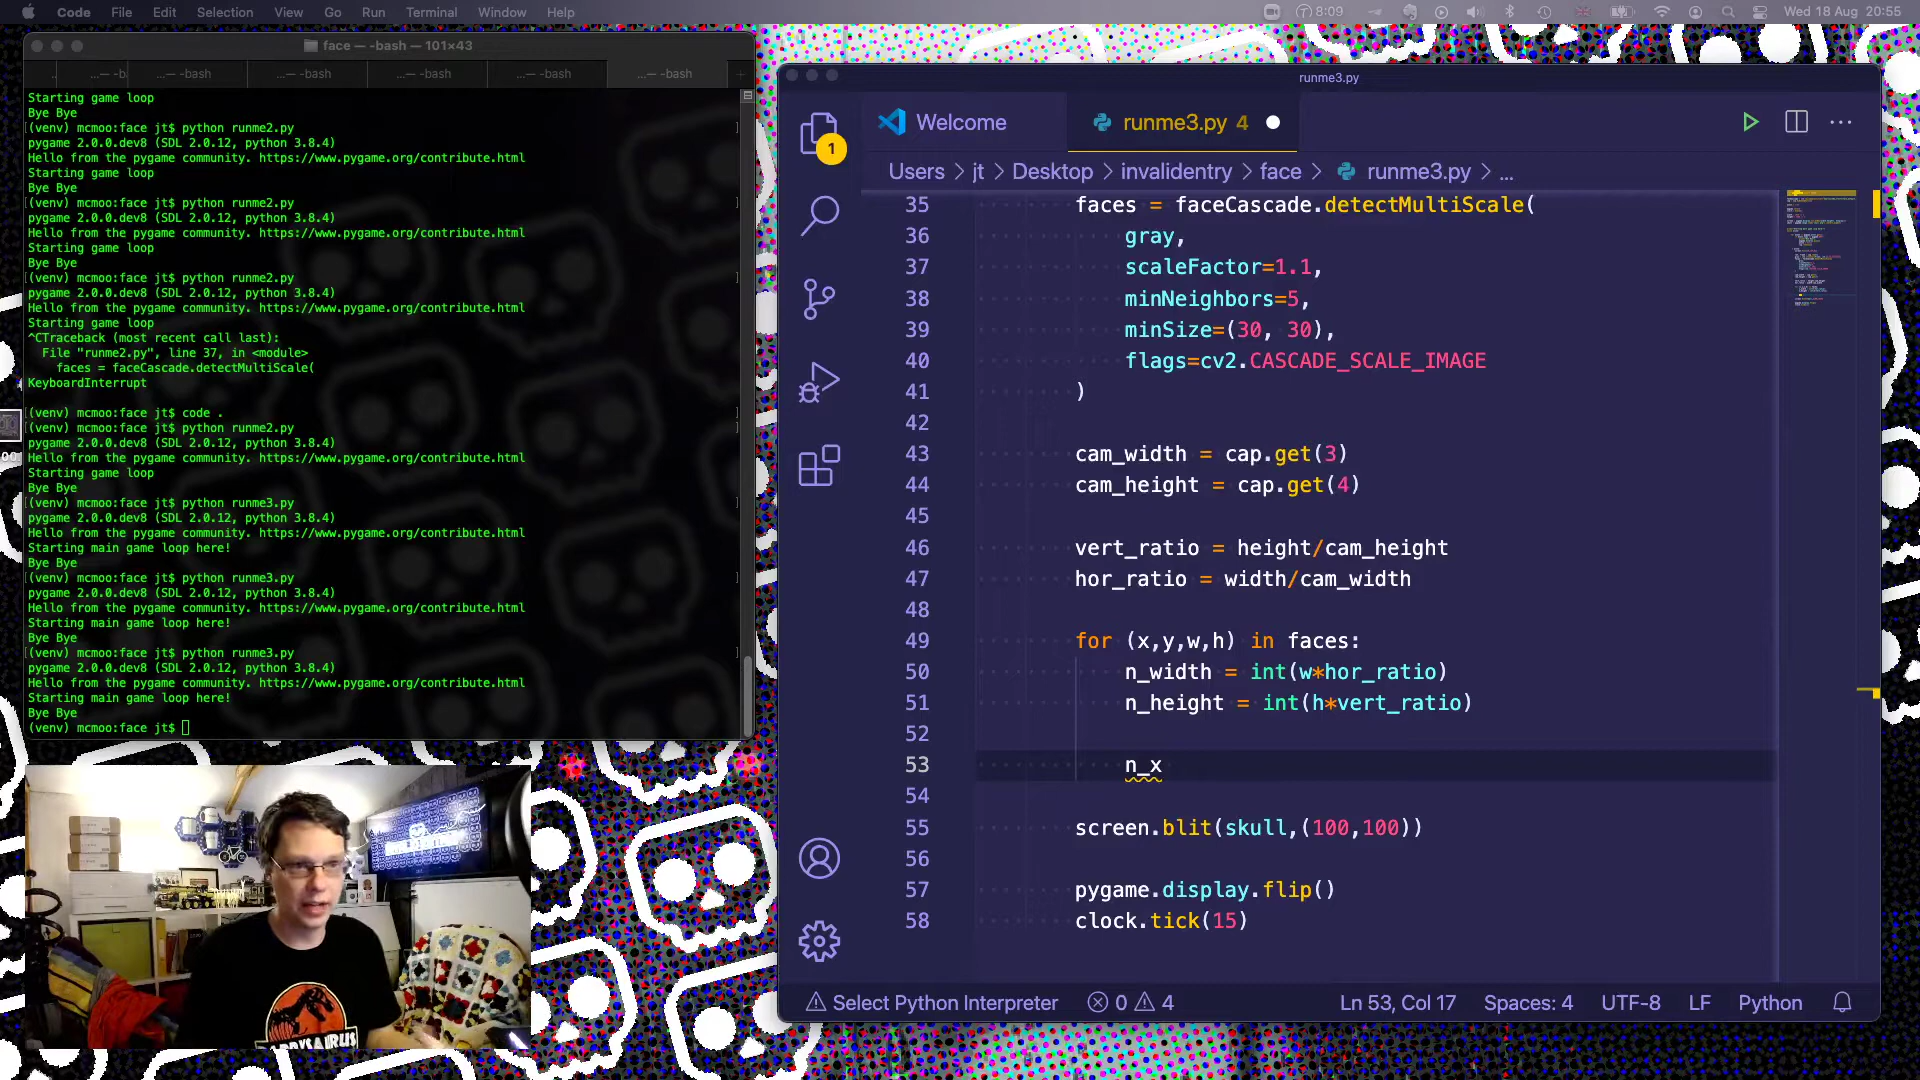 Code File Edit Selection View Go Run Terminal Window Help
8:09
Wed 18 Aug 20:55
face — -bash — 101×43
...— -b ...— -bash ...— -bash ...— -bash ...— -bash ...— -bash
Starting game loop
Bye Bye
(venv) mcmoo:face jt$ python runme2.py
pygame 2.0.0.dev8 (SDL 2.0.12, python 3.8.4)
Hello from the pygame community. https://www.pygame.org/contribute.html
Starting game loop
Bye Bye
(venv) mcmoo:face jt$ python runme2.py
pygame 2.0.0.dev8 (SDL 2.0.12, python 3.8.4)
Hello from the pygame community. https://www.pygame.org/contribute.html
Starting game loop
Bye Bye
(venv) mcmoo:face jt$ python runme2.py
pygame 2.0.0.dev8 (SDL 2.0.12, python 3.8.4)
Hello from the pygame community. https://www.pygame.org/contribute.html
Starting game loop
^CTraceback (most recent call last):
File "runme2.py", line 37, in <module>
faces = faceCascade.detectMultiScale(
KeyboardInterrupt
(venv) mcmoo:face jt$ code .
(venv) mcmoo:face jt$ python runme2.py
pygame 2.0.0.dev8 (SDL 2.0.12, python 3.8.4)
Hello from the pygame community. https://www.pygame.org/contribute.html
Starting game loop
Bye Bye
(venv) mcmoo:face jt$ python runme3.py
pygame 2.0.0.dev8 (SDL 2.0.12, python 3.8.4)
Hello from the pygame community. https://www.pygame.org/contribute.html
Starting main game loop here!
Bye Bye
(venv) mcmoo:face jt$ python runme3.py
pygame 2.0.0.dev8 (SDL 2.0.12, python 3.8.4)
Hello from the pygame community. https://www.pygame.org/contribute.html
Starting main game loop here!
Bye Bye
(venv) mcmoo:face jt$ python runme3.py
pygame 2.0.0.dev8 (SDL 2.0.12, python 3.8.4)
Hello from the pygame community. https://www.pygame.org/contribute.html
Starting main game loop here!
Bye Bye
(venv) mcmoo:face jt$
runme3.py
1
Welcome
runme3.py 4
Users > jt > Desktop > invalidentry > face > runme3.py > ...
35 faces = faceCascade.detectMultiScale(
36 gray,
37 scaleFactor=1.1,
38 minNeighbors=5,
39 minSize=(30, 30),
40 flags=cv2.CASCADE_SCALE_IMAGE
41 )
42
43 cam_width = cap.get(3)
44 cam_height = cap.get(4)
45
46 vert_ratio = height/cam_height
47 hor_ratio = width/cam_width
48
49 for (x,y,w,h) in faces:
50 n_width = int(w*hor_ratio)
51 n_height = int(h*vert_ratio)
52
53 n_x
54
55 screen.blit(skull,(100,100))
56
57 pygame.display.flip()
58 clock.tick(15)
Select Python Interpreter 0 4
Ln 53, Col 17 Spaces: 4 UTF-8 LF Python